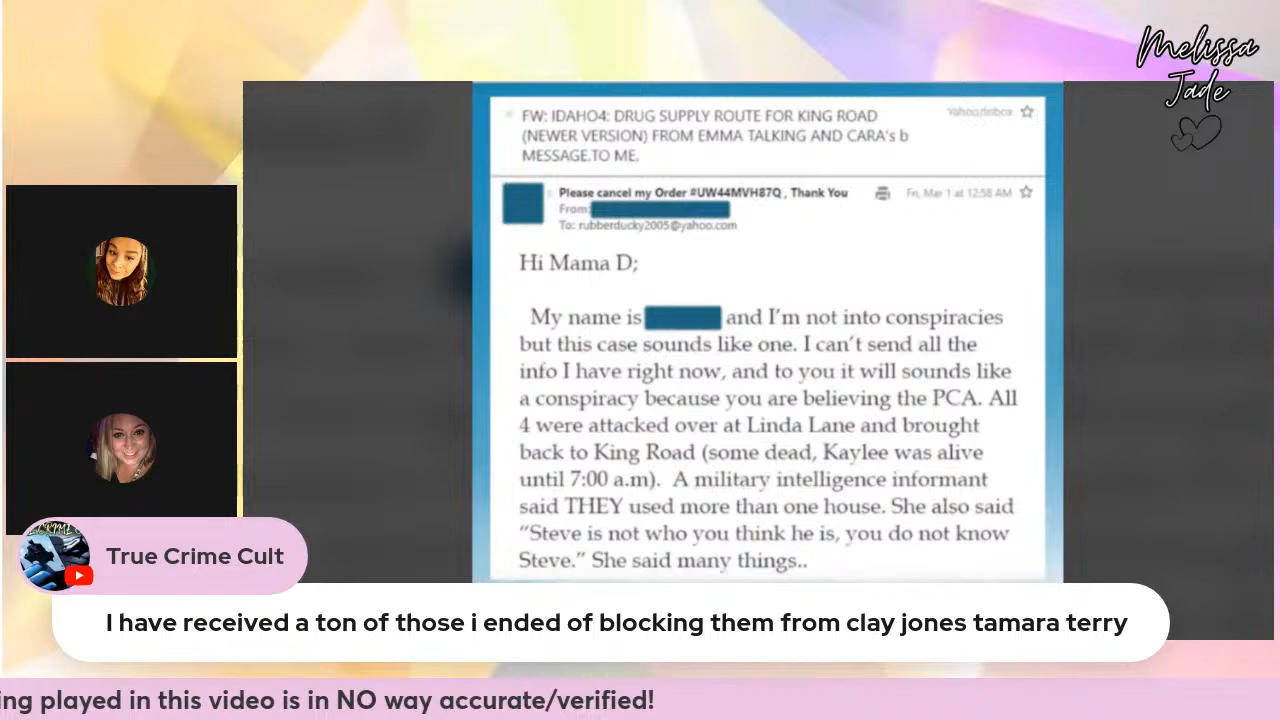 Melissa
Jade
FW: IDAHO4: DRUG SUPPLY ROUTE FOR KING ROAD
Yahoo/Inbox
(NEWER VERSION) FROM EMMA TALKING AND CARA's b
MESSAGE.TO ME.
Please cancel my Order #UW44MVH87Q , Thank You
Fri, Mar 1 at 12:58 AM
From:
To: rubberducky2005@yahoo.com
Hi Mama D;
My name is and I'm not into conspiracies
but this case sounds like one. I can't send all the
info I have right now, and to you it will sounds like
a conspiracy because you are believing the PCA. All
4 were attacked over at Linda Lane and brought
back to King Road (some dead, Kaylee was alive
until 7:00 a.m). A military intelligence informant
said THEY used more than one house. She also said
“Steve is not who you think he is, you do not know
Steve.” She said many things..
True Crime Cult
I have received a ton of those i ended of blocking them from clay jones tamara terry
ing played in this video is in NO way accurate/verified!